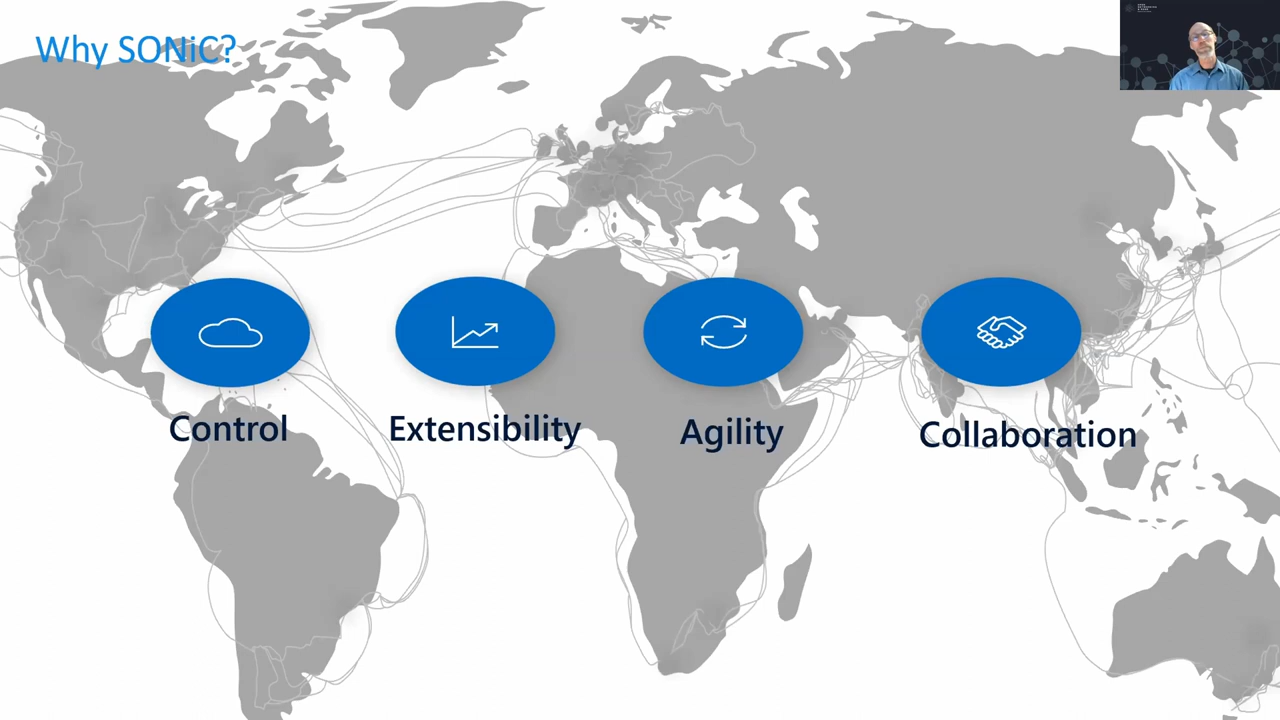 Why SONiC?
Control
Extensibility
Agility
Collaboration